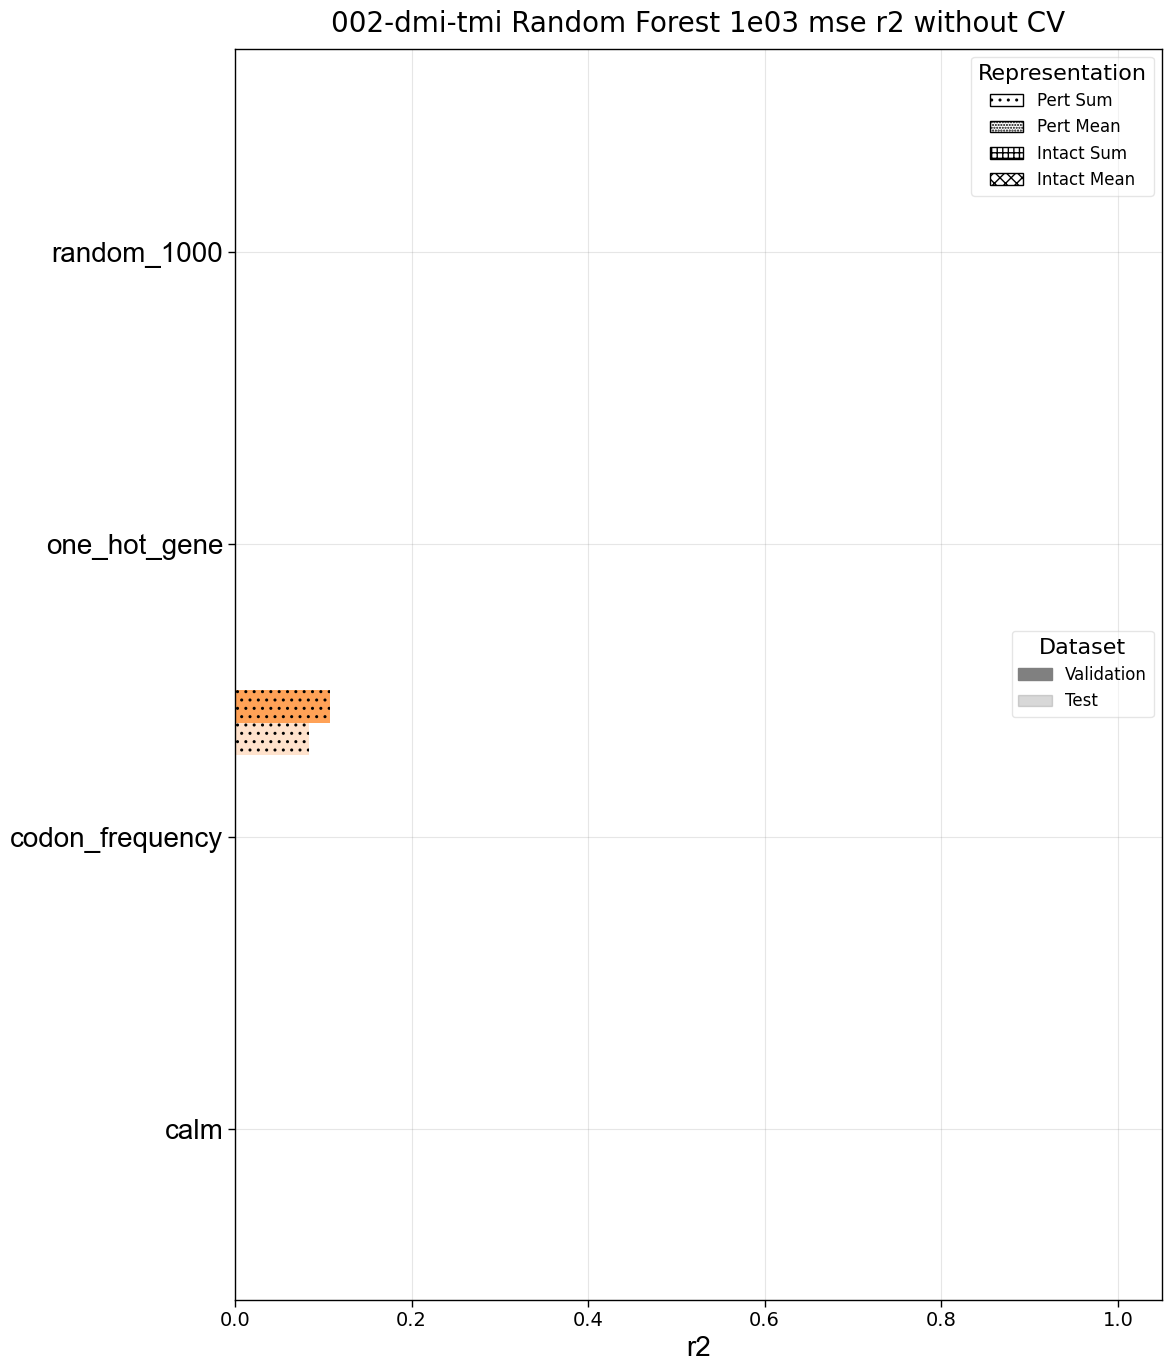 002-dmi-tmi Random Forest 1e03 mse r2 without CV
Representation
Pert Sum
Pert Mean
Intact Sum
Intact Mean
random_1000
one_hot_gene
Dataset
Validation
Test
codon_frequency
calm
0.0 0.2 0.4 0.6 0.8 1.0
r2